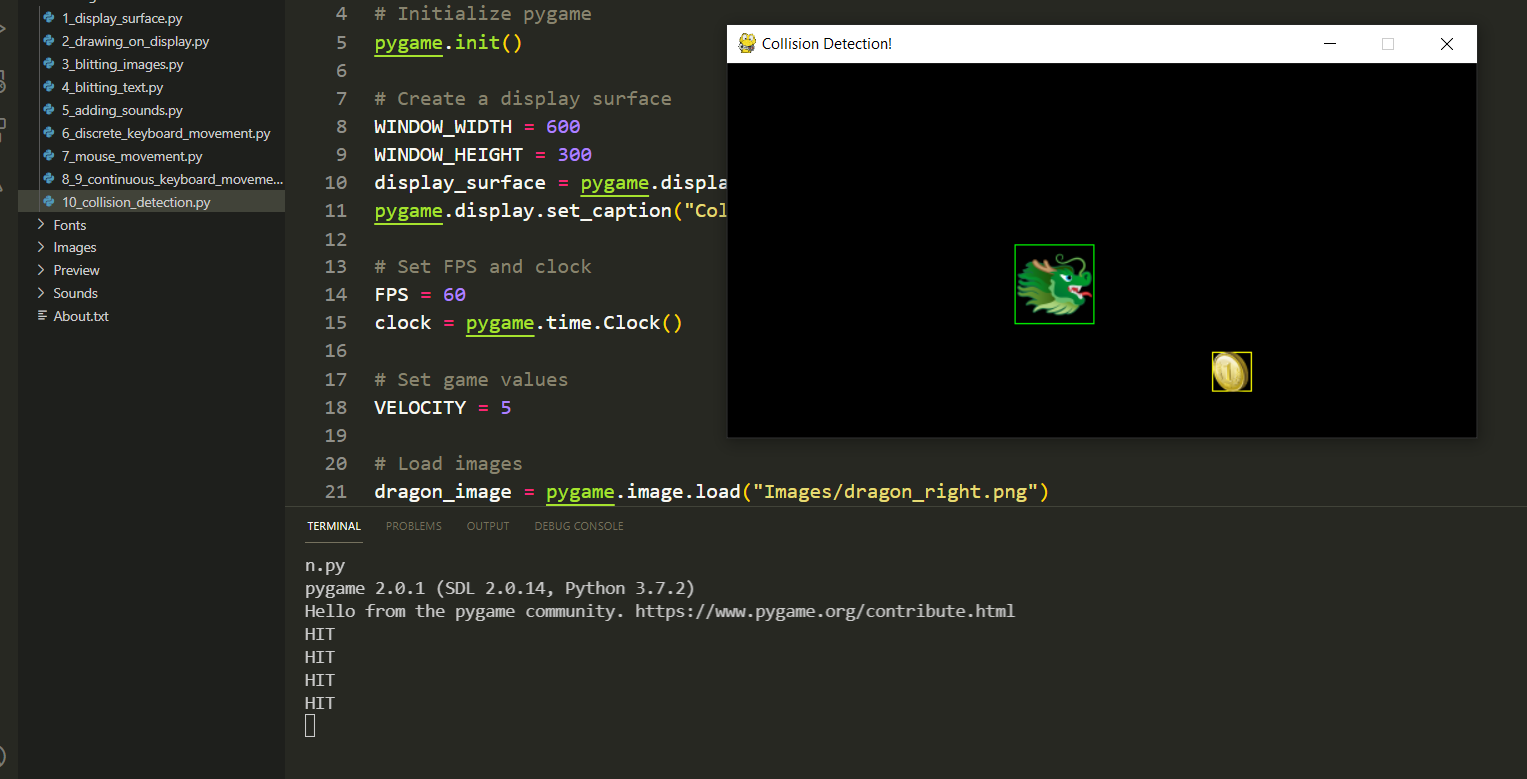 1_display_surface.py
2_drawing_on_display.py
3_blitting_images.py
4_blitting_text.py
5_adding_sounds.py
6_discrete_keyboard_movement.py
7_mouse_movement.py
8_9_continuous_keyboard_moveme...
10_collision_detection.py
Fonts
Images
Preview
Sounds
About.txt
4 # Initialize pygame
5 pygame.init()
6
7 # Create a display surface
8 WINDOW_WIDTH = 600
9 WINDOW_HEIGHT = 300
10 display_surface = pygame.displa
11 pygame.display.set_caption("Col
12
13 # Set FPS and clock
14 FPS = 60
15 clock = pygame.time.Clock()
16
17 # Set game values
18 VELOCITY = 5
19
20 # Load images
21 dragon_image = pygame.image.load("Images/dragon_right.png")
Collision Detection!
1
TERMINAL PROBLEMS OUTPUT DEBUG CONSOLE
n.py
pygame 2.0.1 (SDL 2.0.14, Python 3.7.2)
Hello from the pygame community. https://www.pygame.org/contribute.html
HIT
HIT
HIT
HIT